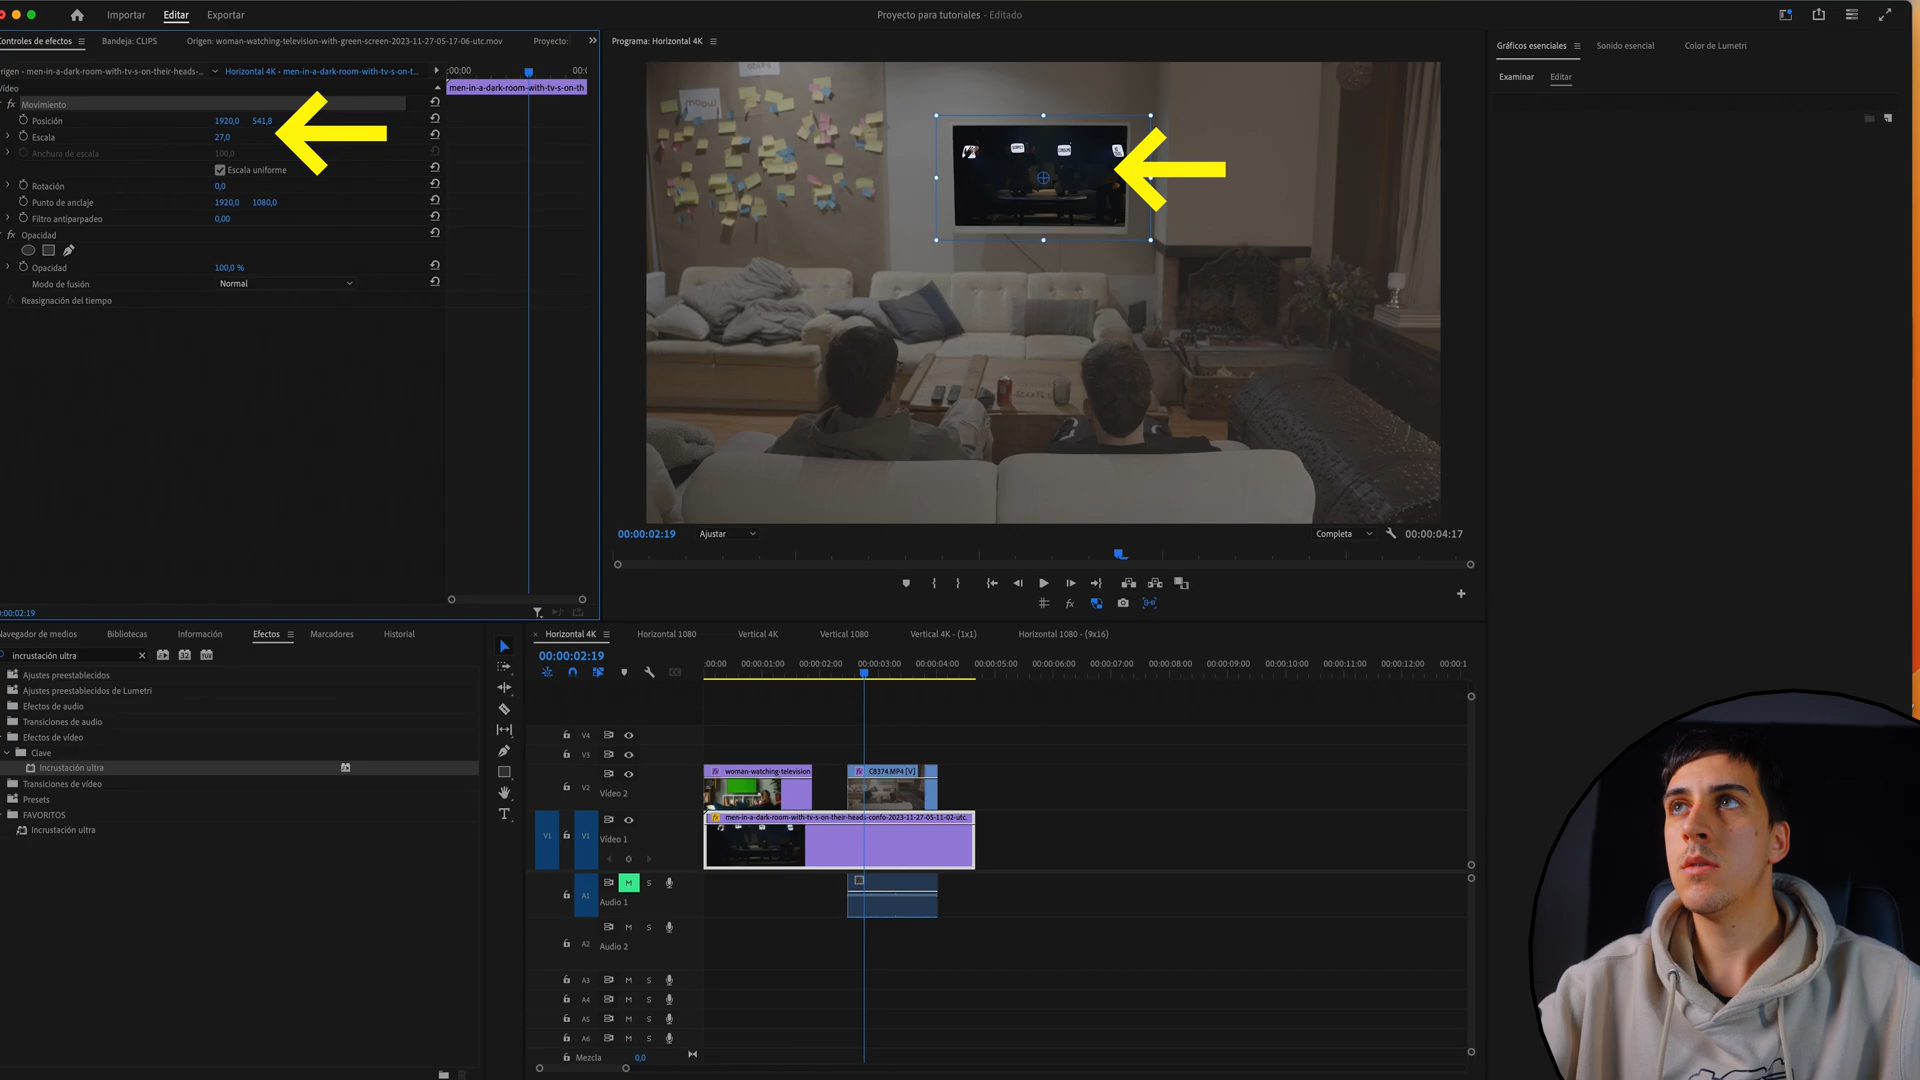 Importar
Editar
Exportar
Proyecto para tutoriales - Editado
Controles de efectos
Bandeja: CLIPS
Origen: woman-watching-television-with-green-screen-2023-11-27-05-17-06-utc.mov
Proyecto:
Programa: Horizontal 4K
Gráficos esenciales
Sonido esencial
Color de Lumetri
Examinar
Editar
rigen - men-in-a-dark-room-with-tv-s-on-their-heads-...
Horizontal 4K - men-in-a-dark-room-with-tv-s-on-t...
:00:00
00:0
Vídeo
men-in-a-dark-room-with-tv-s-on-th
fx Movimiento
Posición 1920,0 541,8
Escala 27,0
Anchura de escala 100,0
Escala uniforme
Rotación 0,0
Punto de anclaje 1920,0 1080,0
Filtro antiparpadeo 0,00
fx Opacidad
Opacidad 100,0 %
Modo de fusión Normal
fx Reasignación del tiempo
00:00:02:19
Ajustar
Completa
00:00:04:17
:00:02:19
Navegador de medios
Bibliotecas
Información
Efectos
Marcadores
Historial
incrustación ultra
Ajustes preestablecidos
Ajustes preestablecidos de Lumetri
Efectos de audio
Transiciones de audio
Efectos de vídeo
Clave
Incrustación ultra
Transiciones de vídeo
Presets
FAVORITOS
Incrustación ultra
Horizontal 4K
Horizontal 1080
Vertical 4K
Vertical 1080
Vertical 4K - (1x1)
Horizontal 1080 - (9x16)
00:00:02:19
:00:00
00:00:01:00
00:00:02:00
00:00:03:00
00:00:04:00
00:00:05:00
00:00:06:00
00:00:07:00
00:00:08:00
00:00:09:00
00:00:10:00
00:00:11:00
00:00:12:00
00:00:1
V4
V3
V2
Vídeo 2
fx woman-watching-television
fx C8374.MP4 [V]
V1
V1
Vídeo 1
fx men-in-a-dark-room-with-tv-s-on-their-heads-confo-2023-11-27-05-11-02-utc.
A1
M S
Audio 1
A2
M S
Audio 2
A3 M S
A4 M S
A5 M S
A6 M S
Mezcla 0,0